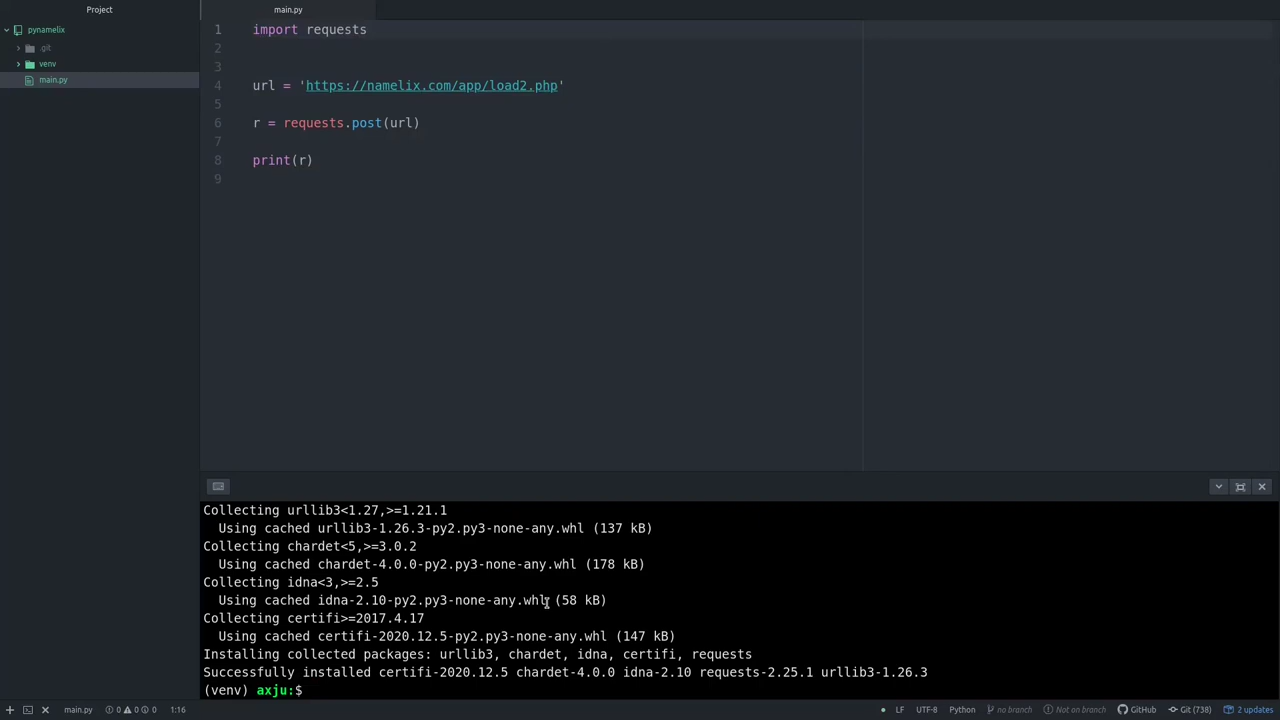 Project
main.py
pynamelix
.git
venv
main.py
1 import requests
2
3
4 url = 'https://namelix.com/app/load2.php'
5
6 r = requests.post(url)
7
8 print(r)
9
Collecting urllib3<1.27,>=1.21.1
Using cached urllib3-1.26.3-py2.py3-none-any.whl (137 kB)
Collecting chardet<5,>=3.0.2
Using cached chardet-4.0.0-py2.py3-none-any.whl (178 kB)
Collecting idna<3,>=2.5
Using cached idna-2.10-py2.py3-none-any.whl (58 kB)
Collecting certifi>=2017.4.17
Using cached certifi-2020.12.5-py2.py3-none-any.whl (147 kB)
Installing collected packages: urllib3, chardet, idna, certifi, requests
Successfully installed certifi-2020.12.5 chardet-4.0.0 idna-2.10 requests-2.25.1 urllib3-1.26.3
(venv) axju:$
main.py 0 0 0 1:16 LF UTF-8 Python no branch Not on branch GitHub Git (738) 2 updates